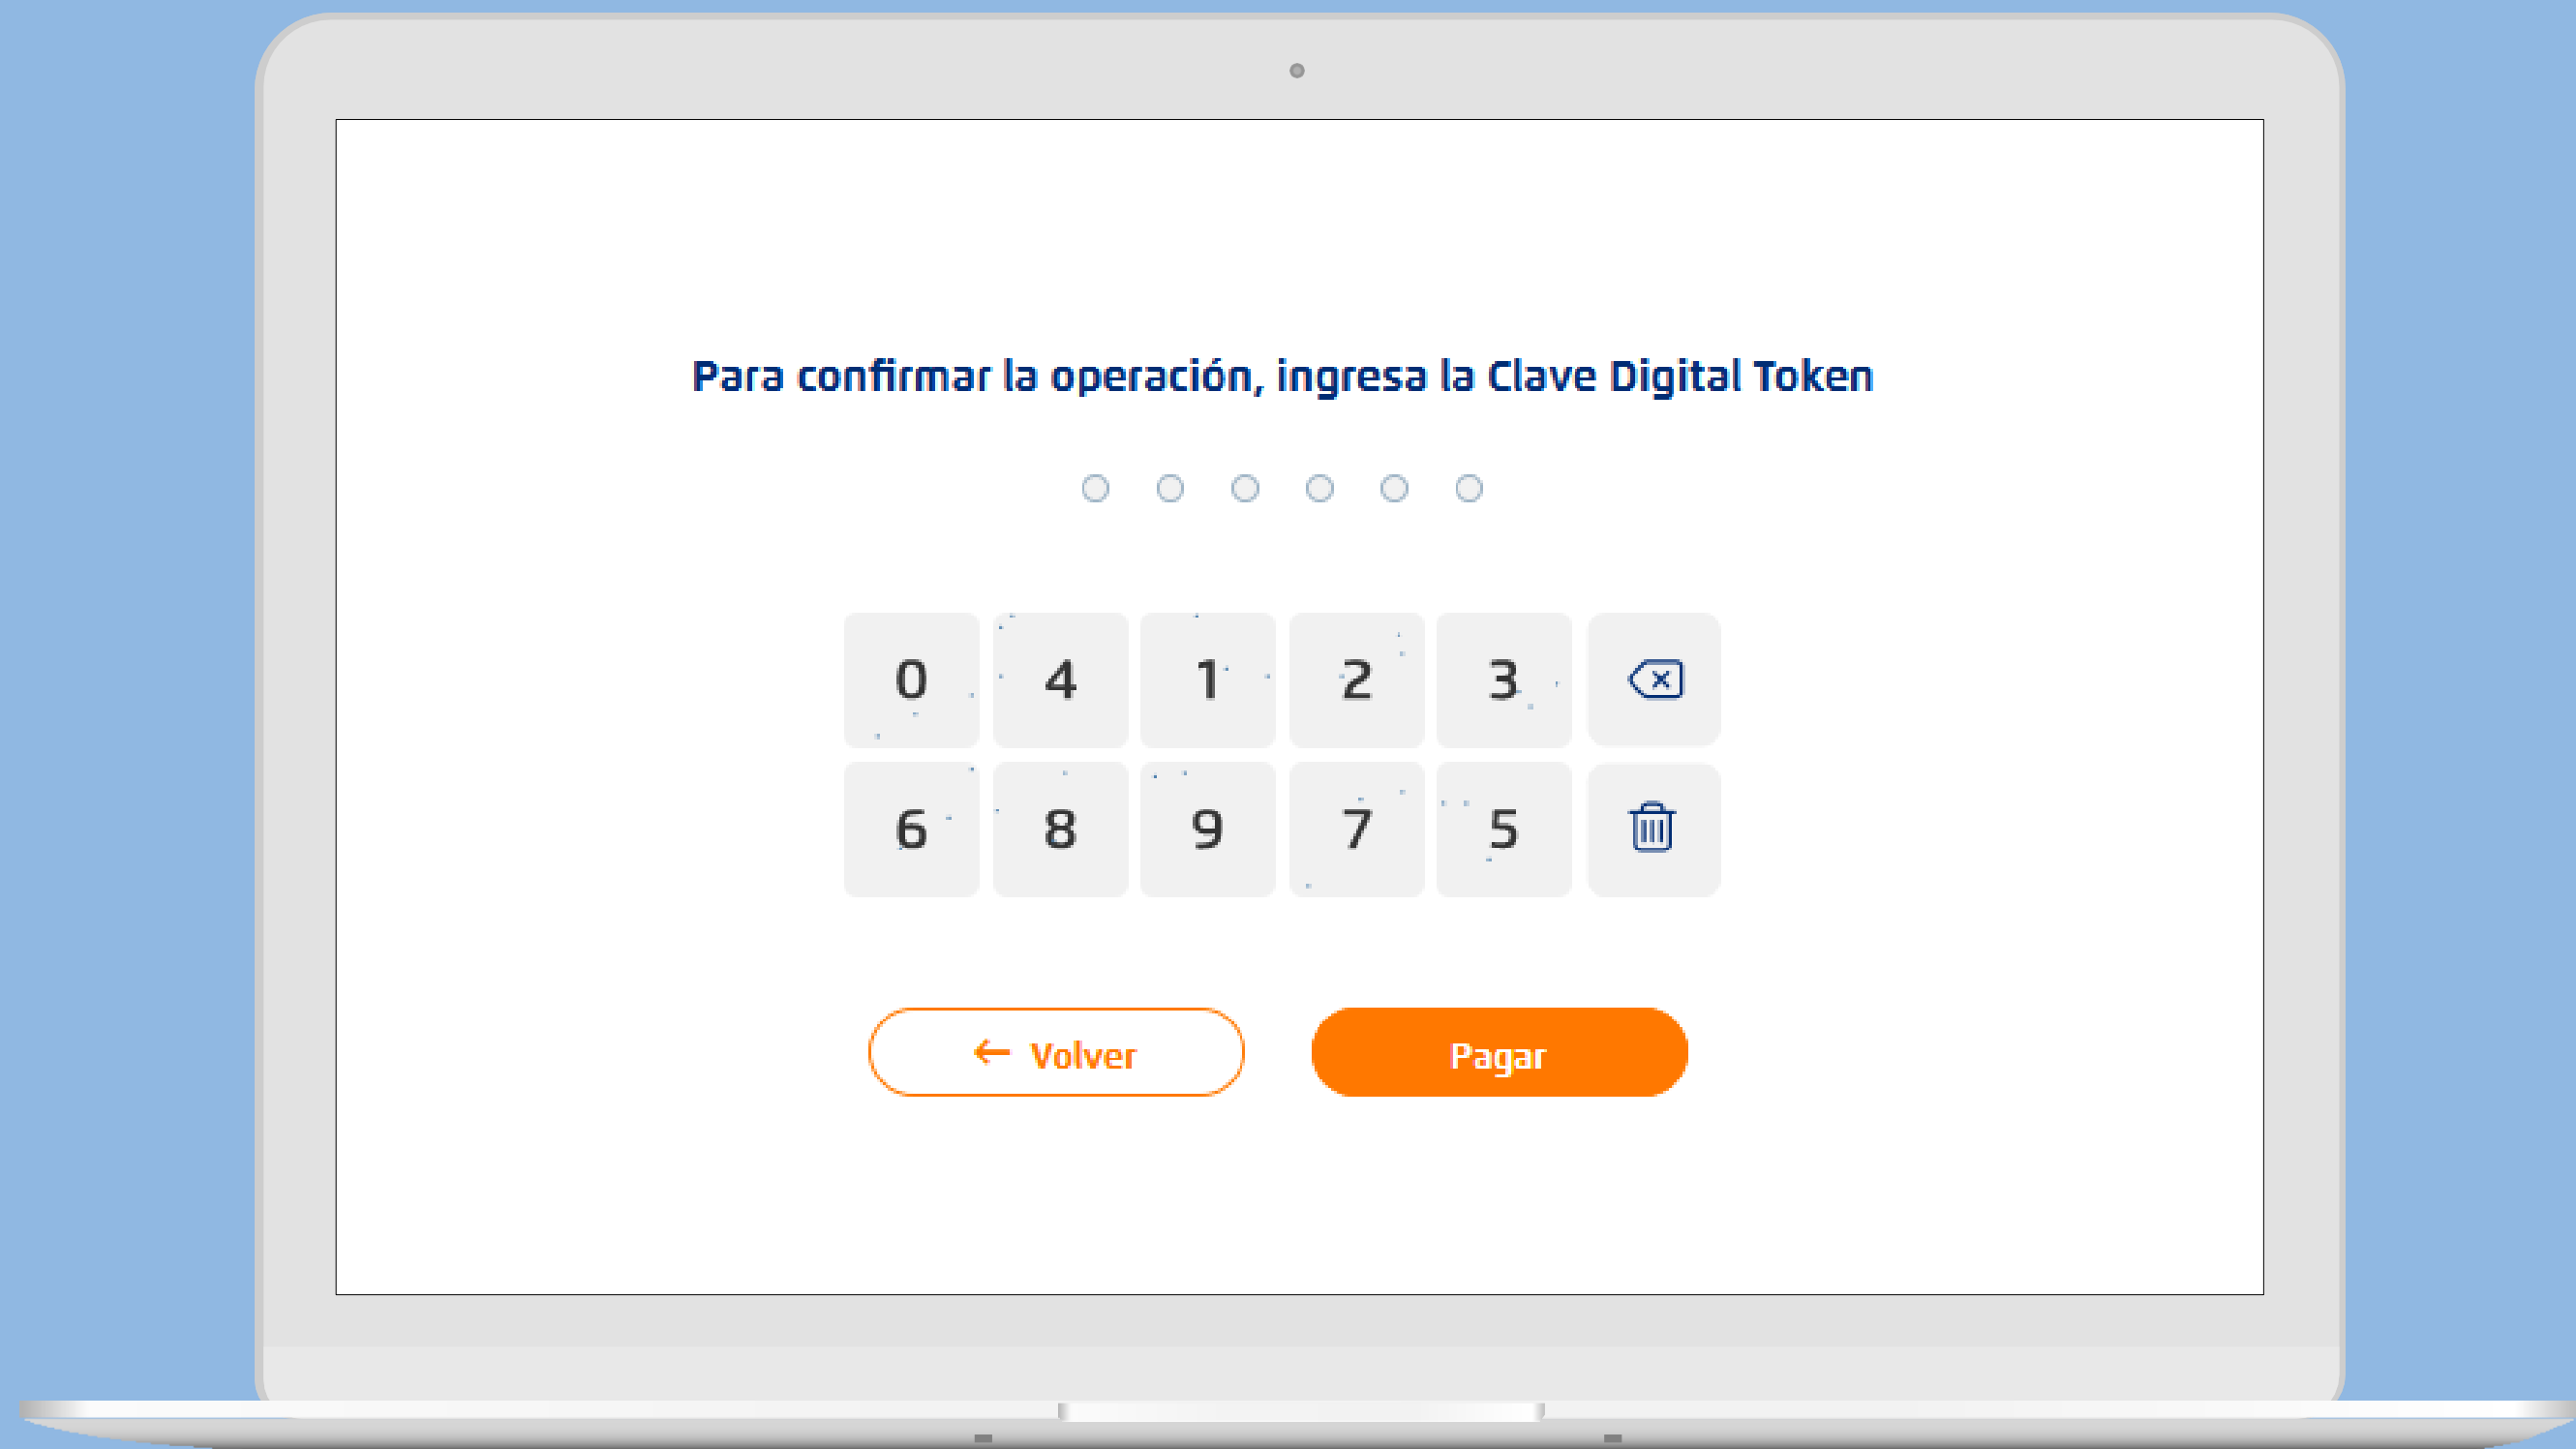 Para confirmar la operación, ingresa la Clave Digital Token
0 4 1 2 3
6 8 9 7 5
← Volver Pagar